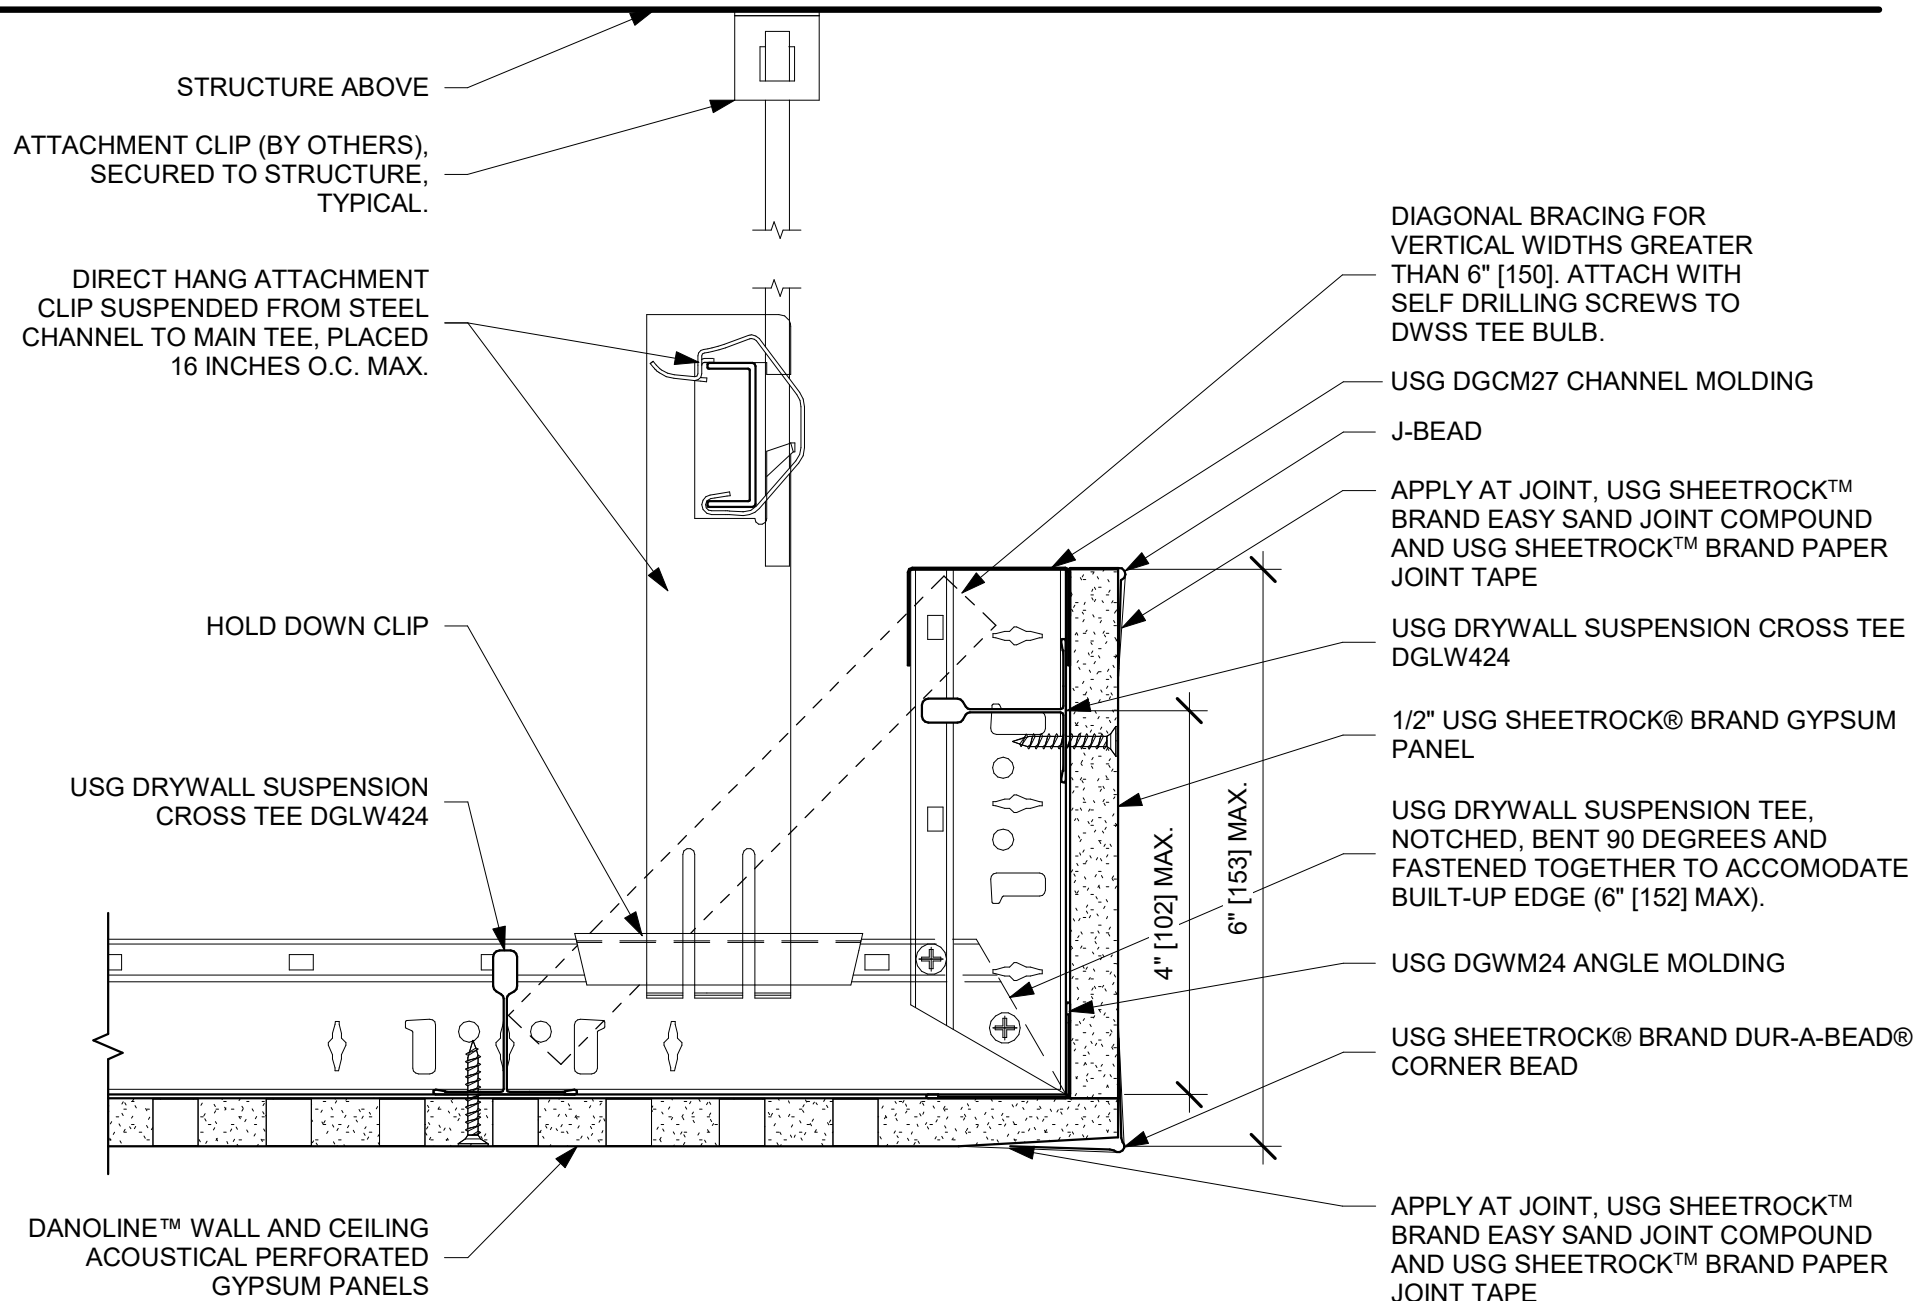 STRUCTURE ABOVE
ATTACHMENT CLIP (BY OTHERS),
SECURED TO STRUCTURE,
TYPICAL.
DIRECT HANG ATTACHMENT
CLIP SUSPENDED FROM STEEL
CHANNEL TO MAIN TEE, PLACED
16 INCHES O.C. MAX.
HOLD DOWN CLIP
USG DRYWALL SUSPENSION
CROSS TEE DGLW424
DANOLINE™ WALL AND CEILING
ACOUSTICAL PERFORATED
GYPSUM PANELS
DIAGONAL BRACING FOR
VERTICAL WIDTHS GREATER
THAN 6" [150]. ATTACH WITH
SELF DRILLING SCREWS TO
DWSS TEE BULB.
USG DGCM27 CHANNEL MOLDING
J-BEAD
APPLY AT JOINT, USG SHEETROCK™
BRAND EASY SAND JOINT COMPOUND
AND USG SHEETROCK™ BRAND PAPER
JOINT TAPE
USG DRYWALL SUSPENSION CROSS TEE
DGLW424
1/2" USG SHEETROCK® BRAND GYPSUM
PANEL
USG DRYWALL SUSPENSION TEE,
NOTCHED, BENT 90 DEGREES AND
FASTENED TOGETHER TO ACCOMODATE
BUILT-UP EDGE (6" [152] MAX).
USG DGWM24 ANGLE MOLDING
USG SHEETROCK® BRAND DUR-A-BEAD®
CORNER BEAD
APPLY AT JOINT, USG SHEETROCK™
BRAND EASY SAND JOINT COMPOUND
AND USG SHEETROCK™ BRAND PAPER
JOINT TAPE
4" [102] MAX.
6" [153] MAX.